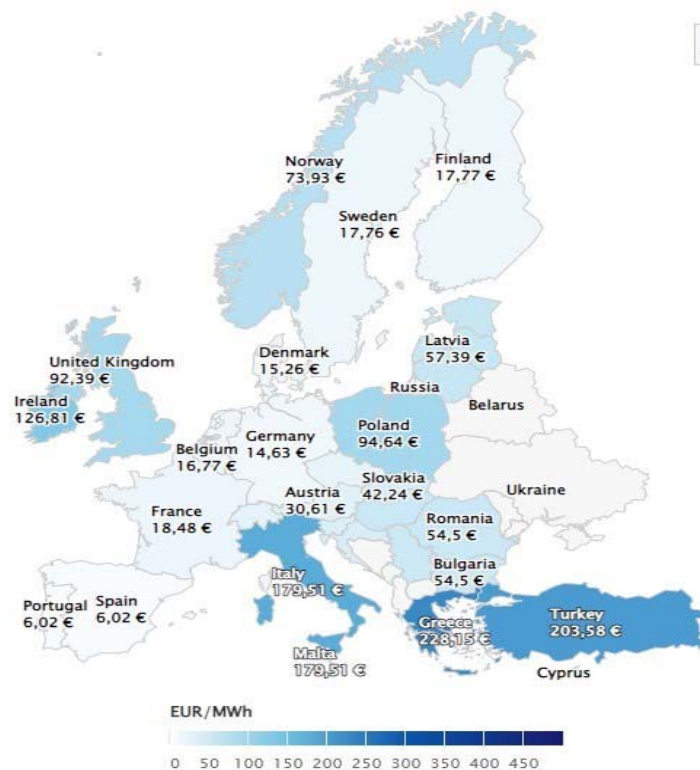 Norway
73,93 €
Finland
17,77 €
Sweden
17,76 €
Denmark
15,26 €
Latvia
57,39 €
Russia
Belarus
United Kingdom
92,39 €
Ireland
126,81 €
Poland
94,64 €
Germany
14,63 €
Belgium
16,77 €
Slovakia
42,24 €
Ukraine
Austria
30,61 €
France
18,48 €
Romania
54,5 €
Bulgaria
54,5 €
Italy
179,51 €
Portugal
6,02 €
Spain
6,02 €
Greece
228,15 €
Turkey
203,58 €
Malta
179,51 €
Cyprus
EUR/MWh
0 50 100 150 200 250 300 350 400 450